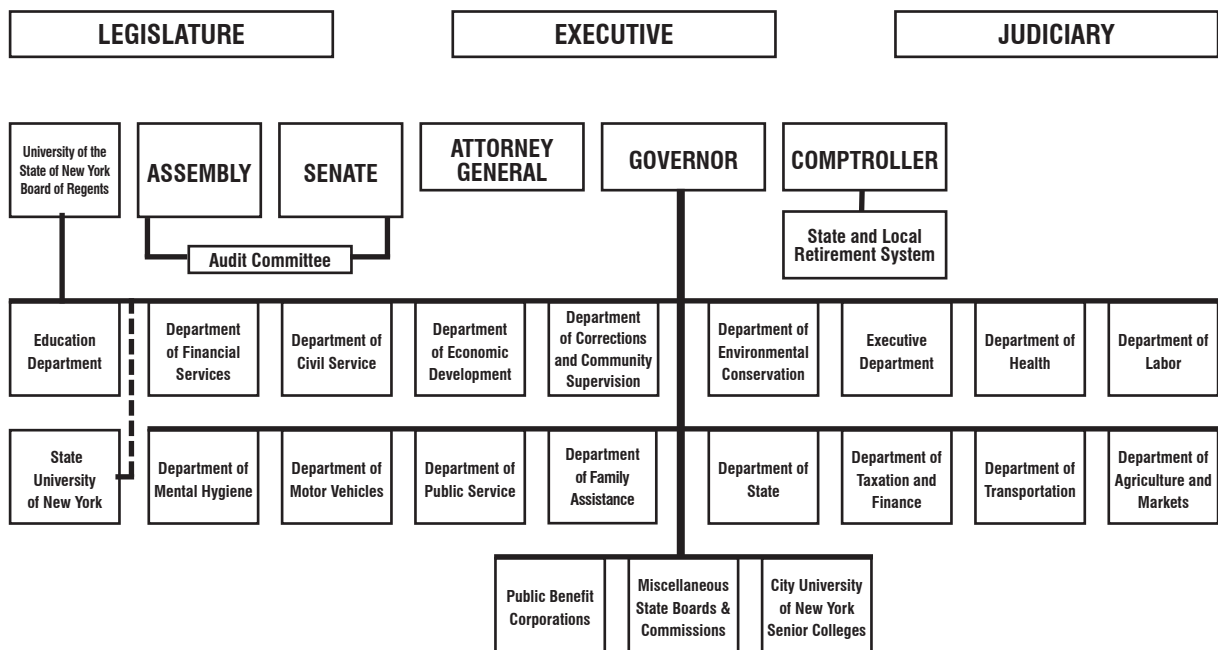 LEGISLATURE
EXECUTIVE
JUDICIARY
University of the
State of New York
Board of Regents
ASSEMBLY
SENATE
ATTORNEY
GENERAL
GOVERNOR
COMPTROLLER
Audit Committee
State and Local
Retirement System
Education
Department
Department
of Financial
Services
Department of
Civil Service
Department
of Economic
Development
Department
of Corrections
and Community
Supervision
Department of
Environmental
Conservation
Executive
Department
Department of
Health
Department of
Labor
State
University
of New York
Department of
Mental Hygiene
Department of
Motor Vehicles
Department of
Public Service
Department
of Family
Assistance
Department of
State
Department of
Taxation and
Finance
Department of
Transportation
Department of
Agriculture and
Markets
Public Benefit
Corporations
Miscellaneous
State Boards &
Commissions
City University
of New York
Senior Colleges